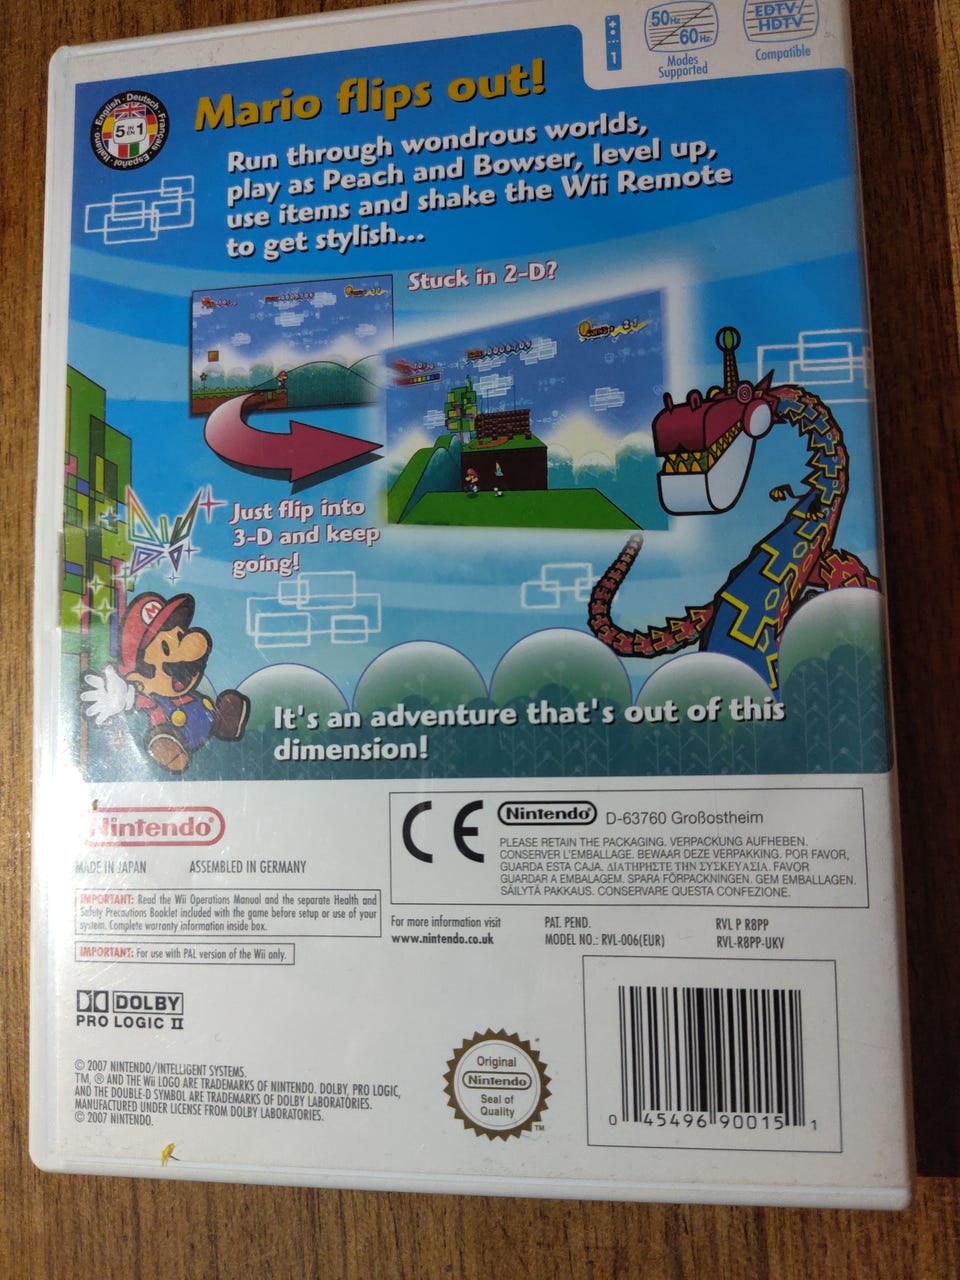 50Hz
60Hz
Modes
Supported
EDTV/
HDTV
Compatible
1
English · Deutsch · Français · Español · Italiano
5 IN EN 1
Mario flips out!
Run through wondrous worlds,
play as Peach and Bowser, level up,
use items and shake the Wii Remote
to get stylish...
Stuck in 2-D?
Just flip into
3-D and keep
going!
M
It's an adventure that's out of this
dimension!
Nintendo®
MADE IN JAPAN ASSEMBLED IN GERMANY
IMPORTANT: Read the Wii Operations Manual and the separate Health and
Safety Precautions Booklet included with the game before setup or use of your
system. Complete warranty information inside box.
IMPORTANT: For use with PAL version of the Wii only.
CE
Nintendo® D-63760 Großostheim
PLEASE RETAIN THE PACKAGING. VERPACKUNG AUFHEBEN.
CONSERVER L'EMBALLAGE. BEWAAR DEZE VERPAKKING. POR FAVOR,
GUARDA ESTA CAJA. ΔΙΑΤΗΡΗΣΤΕ ΤΗΝ ΣΥΣΚΕΥΑΣΙΑ. FAVOR
GUARDAR A EMBALAGEM. SPARA FÖRPACKNINGEN. GEM EMBALLAGEN.
SÄILYTÄ PAKKAUS. CONSERVARE QUESTA CONFEZIONE.
For more information visit
www.nintendo.co.uk
PAT. PEND.
MODEL NO.: RVL-006(EUR)
RVL P R8PP
RVL-R8PP-UKV
DOLBY
PRO LOGIC II
© 2007 NINTENDO/INTELLIGENT SYSTEMS.
TM, ® AND THE Wii LOGO ARE TRADEMARKS OF NINTENDO. DOLBY, PRO LOGIC,
AND THE DOUBLE-D SYMBOL ARE TRADEMARKS OF DOLBY LABORATORIES.
MANUFACTURED UNDER LICENSE FROM DOLBY LABORATORIES.
© 2007 NINTENDO.
Original
Nintendo
Seal of
Quality
TM
0 45496 90015 1